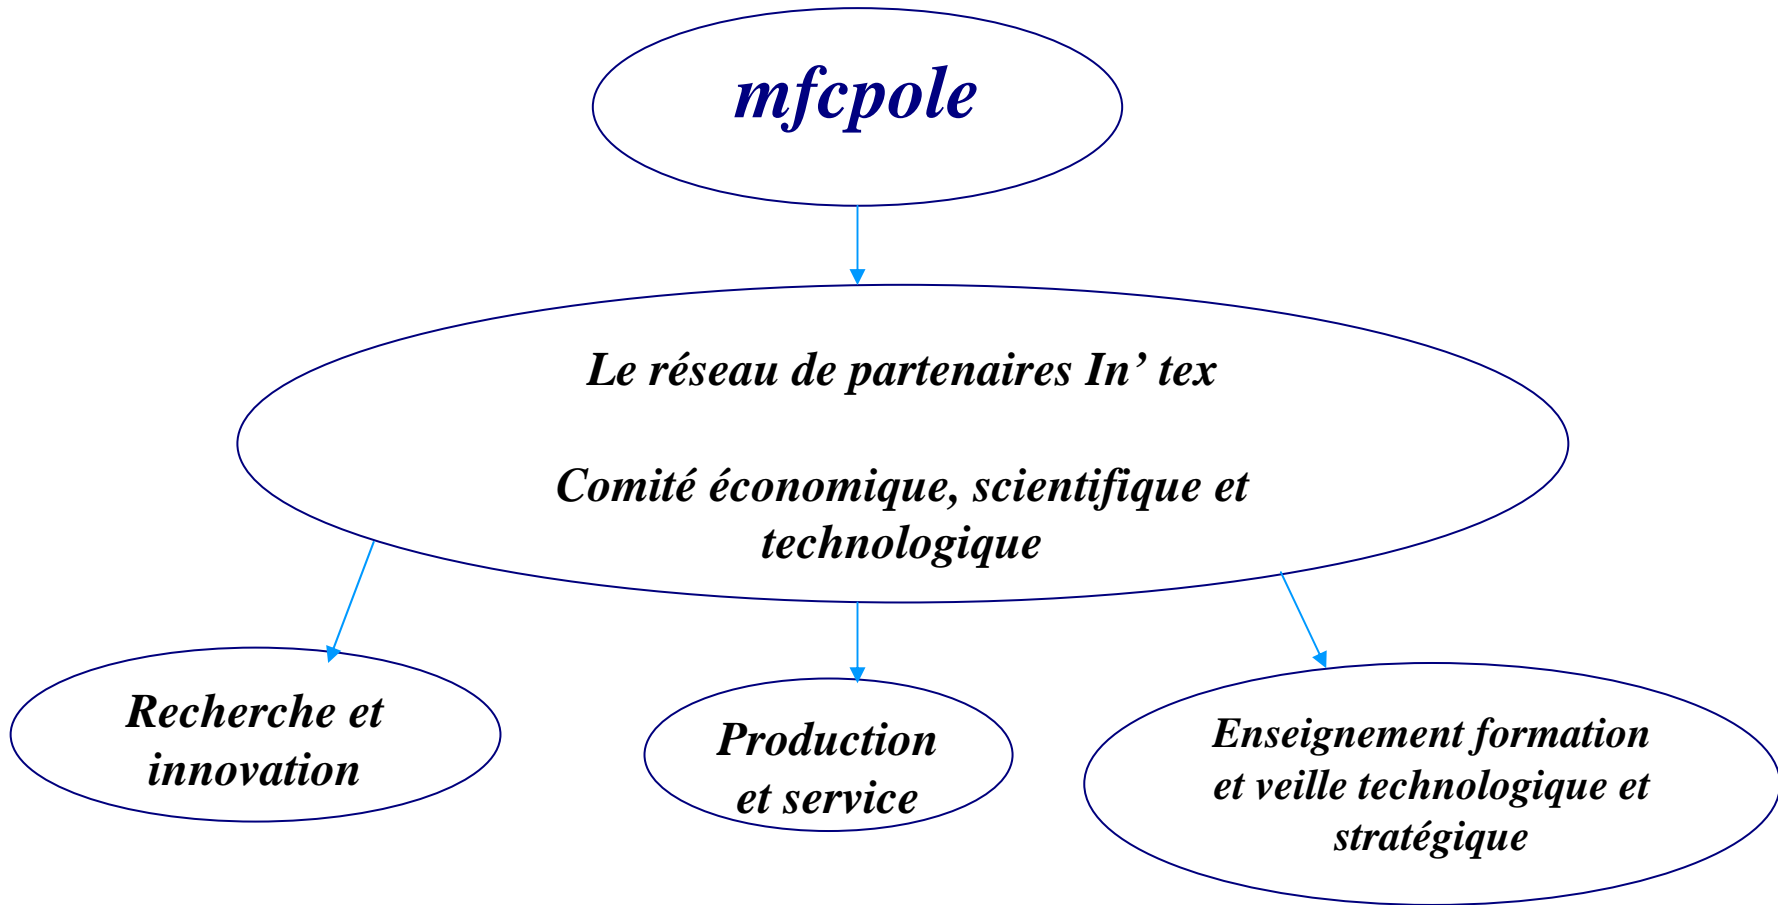 mfcpole
Le réseau de partenaires In’ tex
Comité économique, scientifique et
technologique
Recherche et
innovation
Production
et service
Enseignement formation
et veille technologique et
stratégique